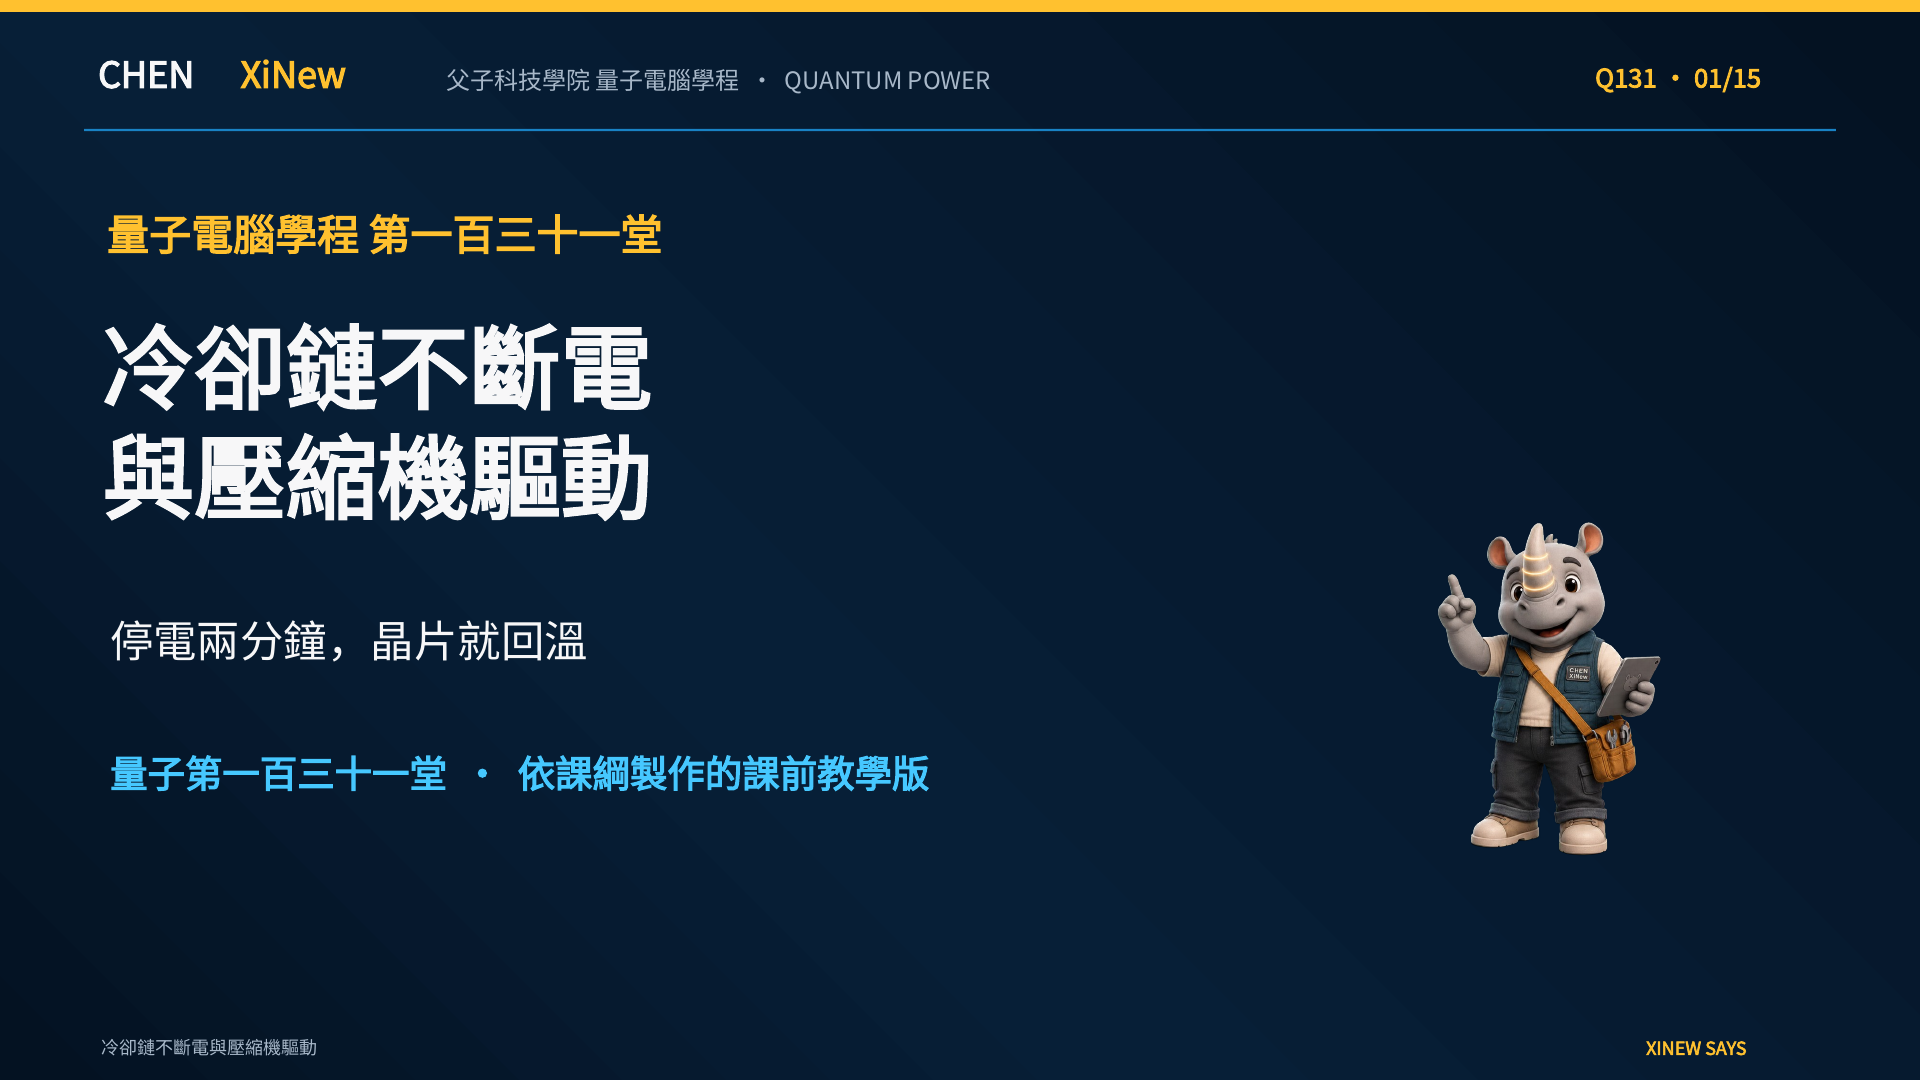 CHEN XiNew 父子科技學院 量子電腦學程 • QUANTUM POWER Q131 • 01/15
量子電腦學程 第一百三十一堂
冷卻鏈不斷電
與壓縮機驅動
停電兩分鐘，晶片就回溫
CHEN
XiNew
量子第一百三十一堂 • 依課綱製作的課前教學版
冷卻鏈不斷電與壓縮機驅動 XINEW SAYS